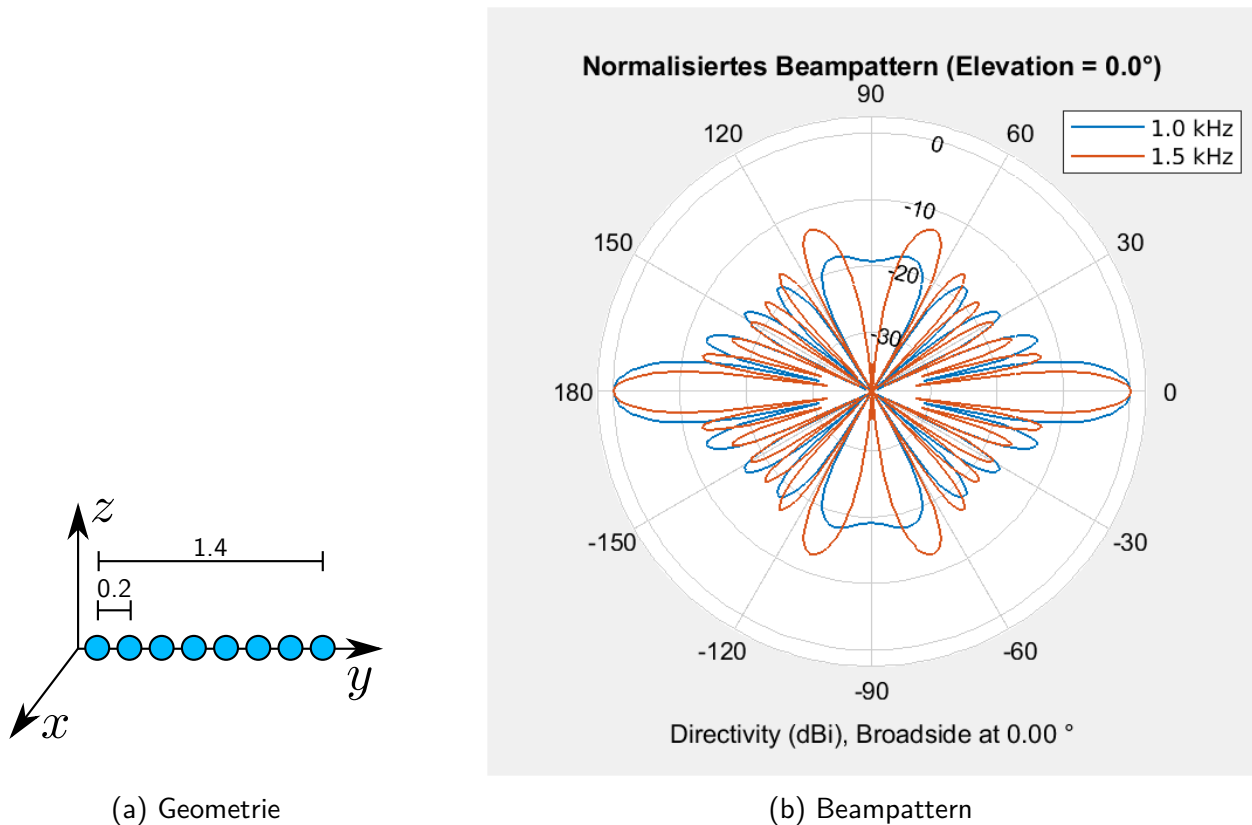 z
1.4
0.2
y
x
(a) Geometrie
Normalisiertes Beampattern (Elevation = 0.0°)
90
120
60
1.0 kHz
1.5 kHz
0
-10
150
30
-20
-30
180
0
-150
-30
-120
-60
-90
Directivity (dBi), Broadside at 0.00 °
(b) Beampattern